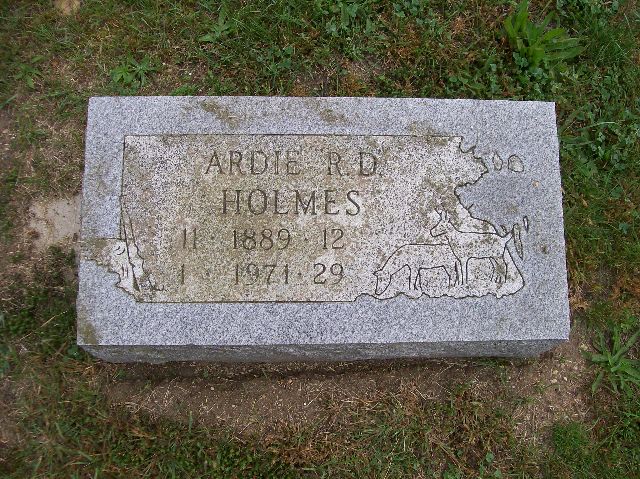 ARDIE R.D.
HOLMES
11 · 1889 · 12
1 · 1971 · 29